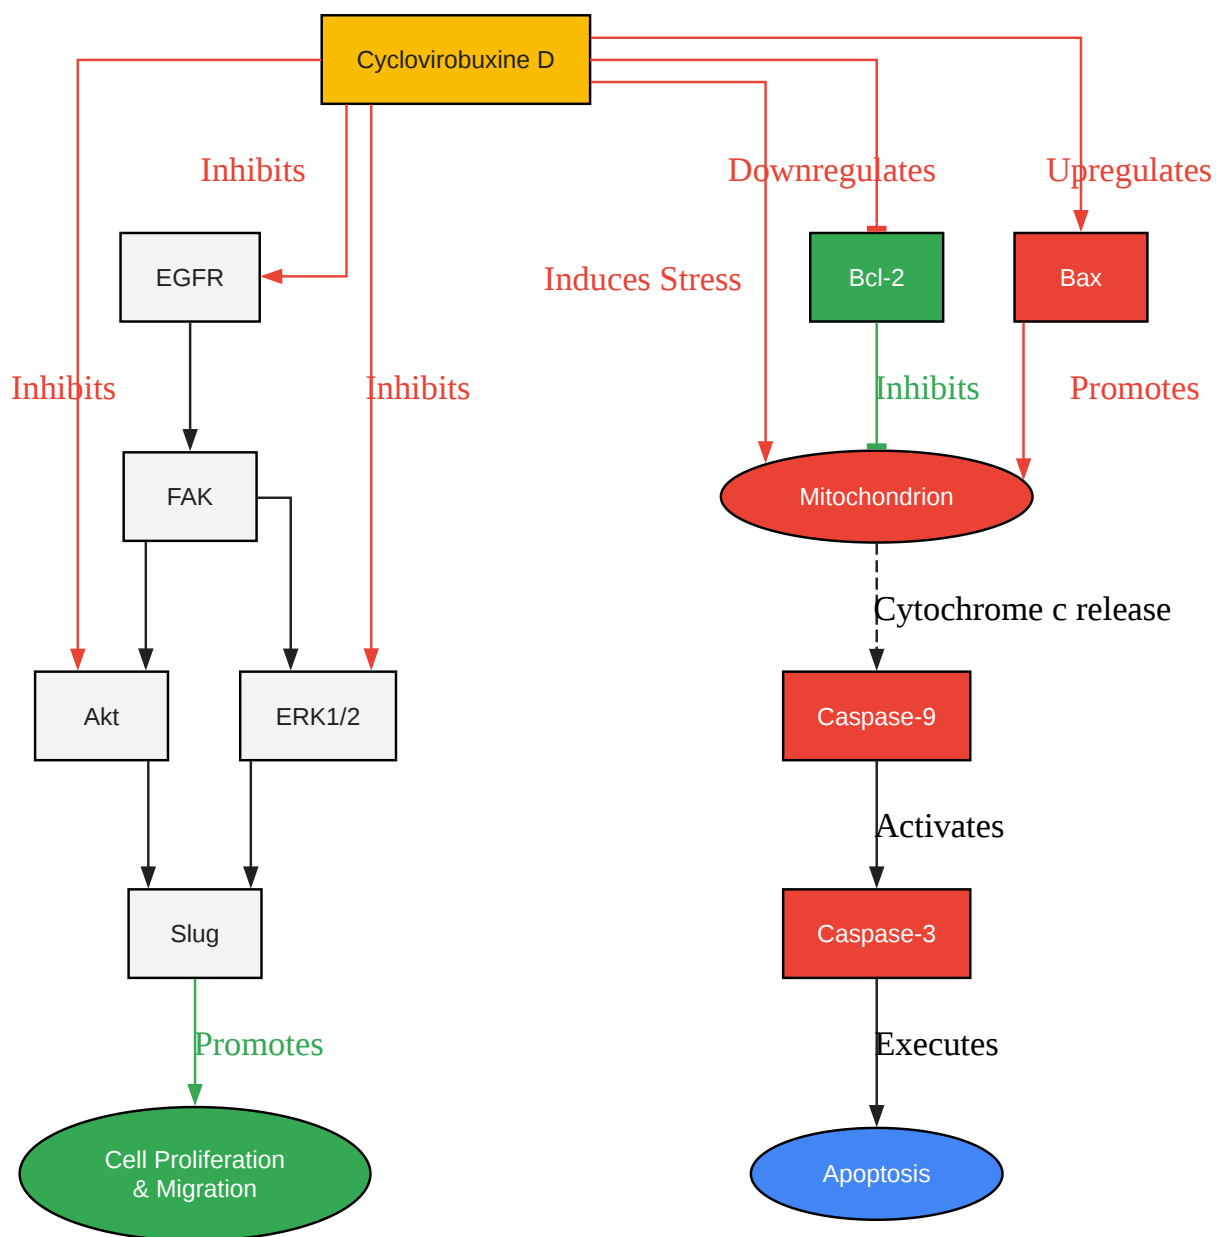 Cyclovirobuxine D
Inhibits
Downregulates
Upregulates
EGFR
Induces Stress
Bcl-2
Bax
Inhibits
Inhibits
Inhibits
Promotes
FAK
Mitochondrion
Cytochrome c release
Akt
ERK1/2
Caspase-9
Activates
Slug
Caspase-3
Promotes
Executes
Cell Proliferation
& Migration
Apoptosis